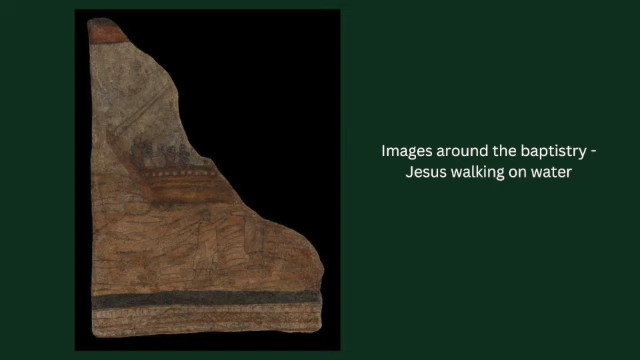 Images around the baptistry -
Jesus walking on water